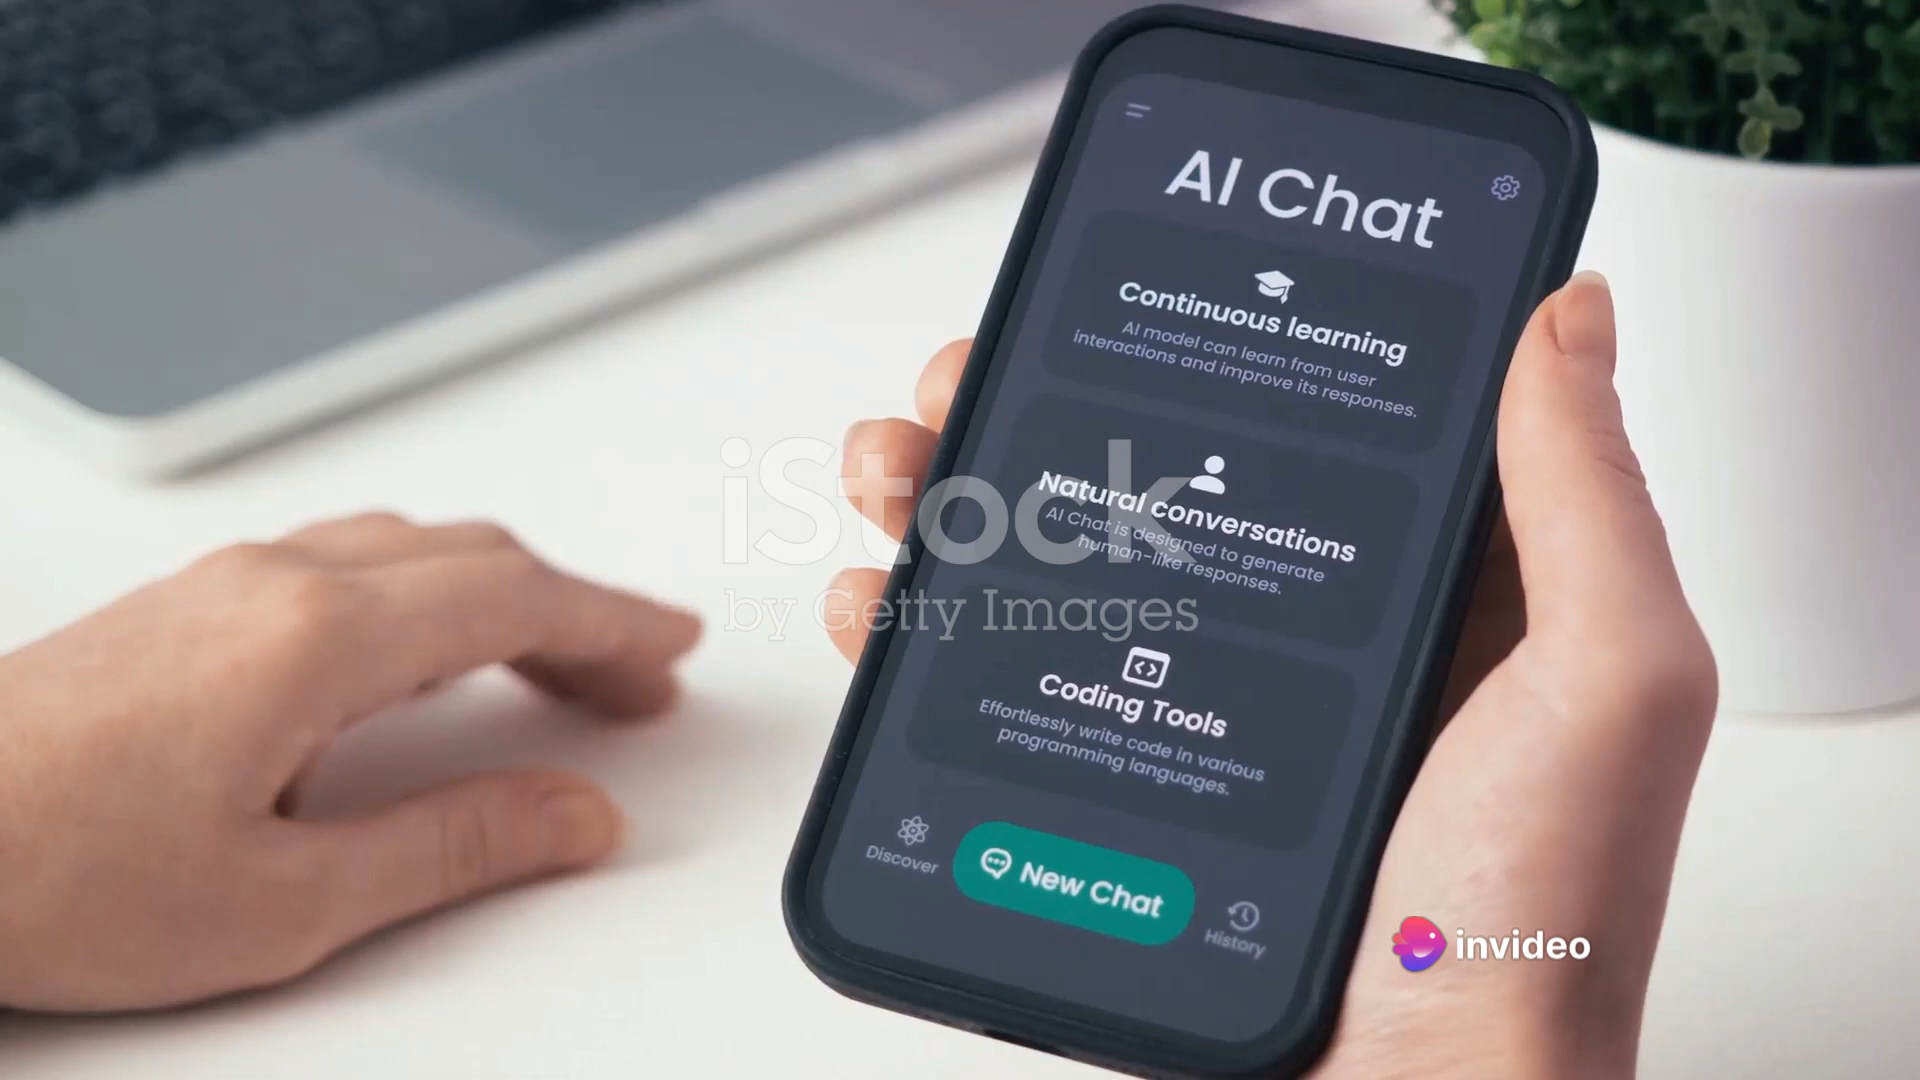 AI Chat
Continuous learning
AI model can learn from user
interactions and improve its responses.
Natural conversations
AI Chat is designed to generate
human-like responses.
Coding Tools
Effortlessly write code in various
programming languages.
Discover
New Chat
History
iStock
by Getty Images
invideo